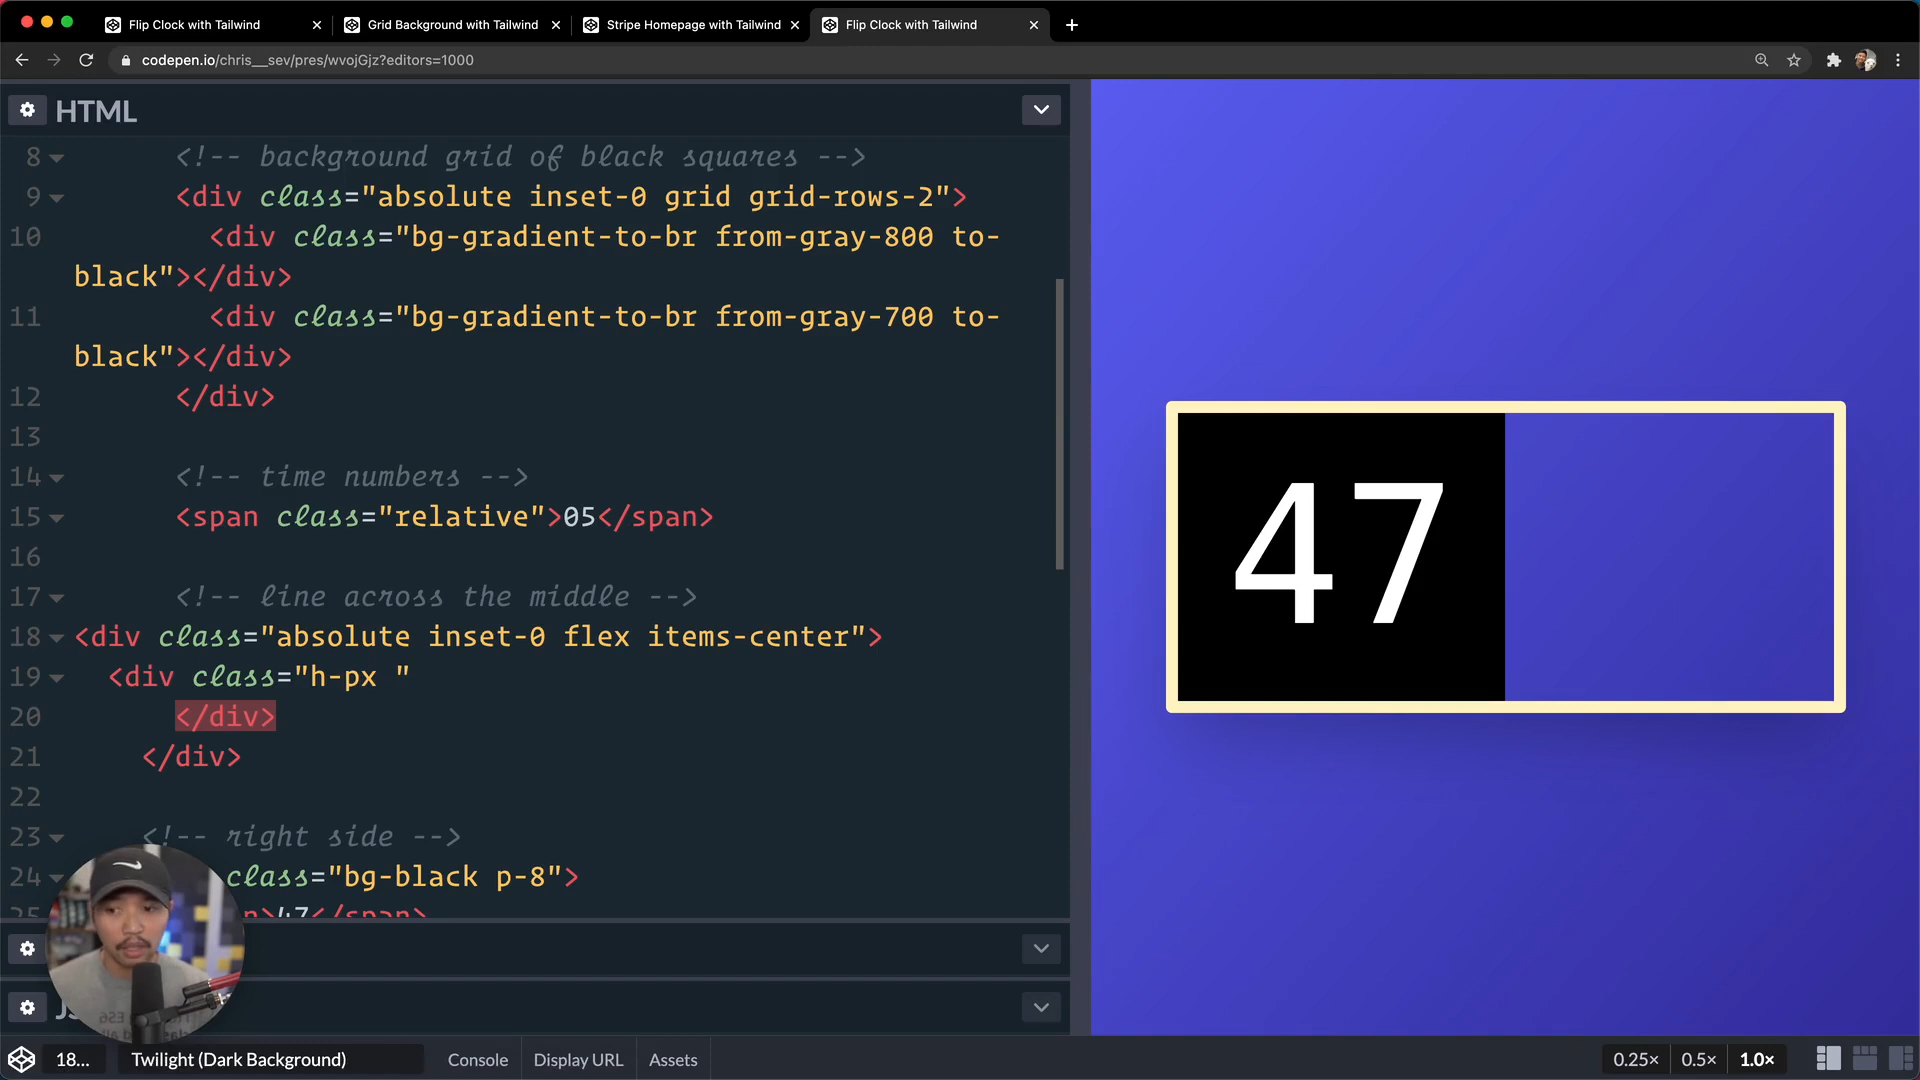 Flip Clock with Tailwind
Grid Background with Tailwind
Stripe Homepage with Tailwind
Flip Clock with Tailwind
codepen.io/chris__sev/pres/wvojGjz?editors=1000
HTML
8 <!-- background grid of black squares -->
9 <div class="absolute inset-0 grid grid-rows-2">
10 <div class="bg-gradient-to-br from-gray-800 to-
black"></div>
11 <div class="bg-gradient-to-br from-gray-700 to-
black"></div>
12 </div>
13
14 <!-- time numbers -->
15 <span class="relative">05</span>
16
17 <!-- line across the middle -->
18 <div class="absolute inset-0 flex items-center">
19 <div class="h-px "
20 </div>
21 </div>
22
23 <!-- right side -->
24 class="bg-black p-8">
25 47</span>
47
18...
Twilight (Dark Background)
Console
Display URL
Assets
0.25×
0.5×
1.0×